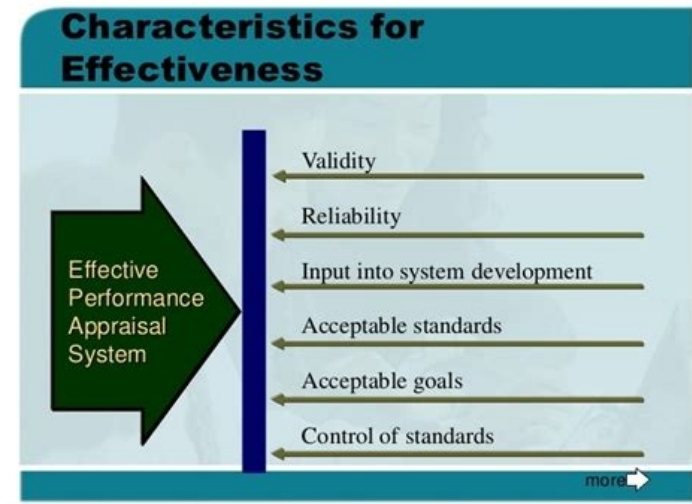 Characteristics for
Effectiveness
Effective
Performance
Appraisal
System
Validity
Reliability
Input into system development
Acceptable standards
Acceptable goals
Control of standards
more